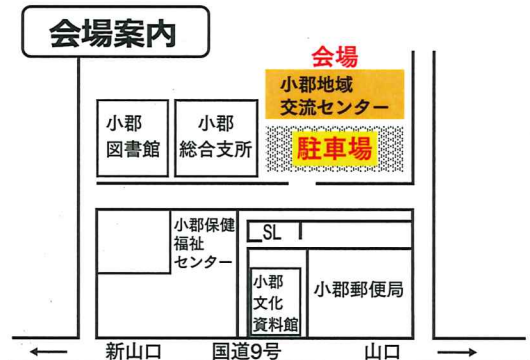 会場案内
会場
小郡地域
交流センター
小郡
図書館
小郡
総合支所
駐車場
小郡保健
福祉
センター
SL
小郡
文化
資料館
小郡郵便局
← 新山口 国道9号 山口 →